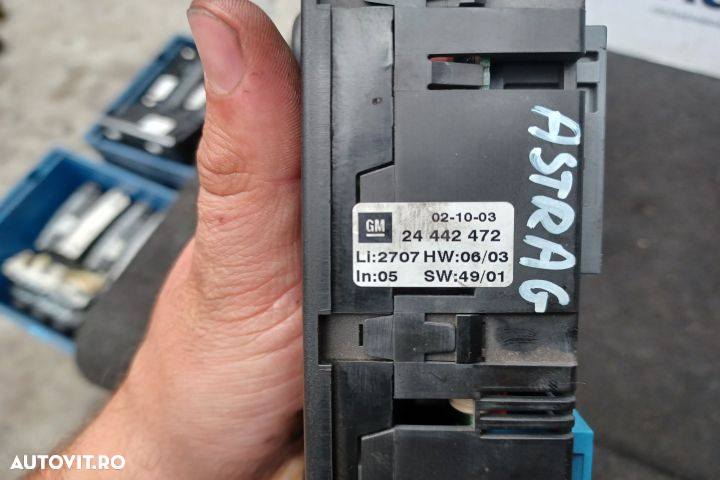 GM
02-10-03
24 442 472
Li:2707 HW:06/03
In:05 SW:49/01
ASTRA G
AUTOVIT.RO